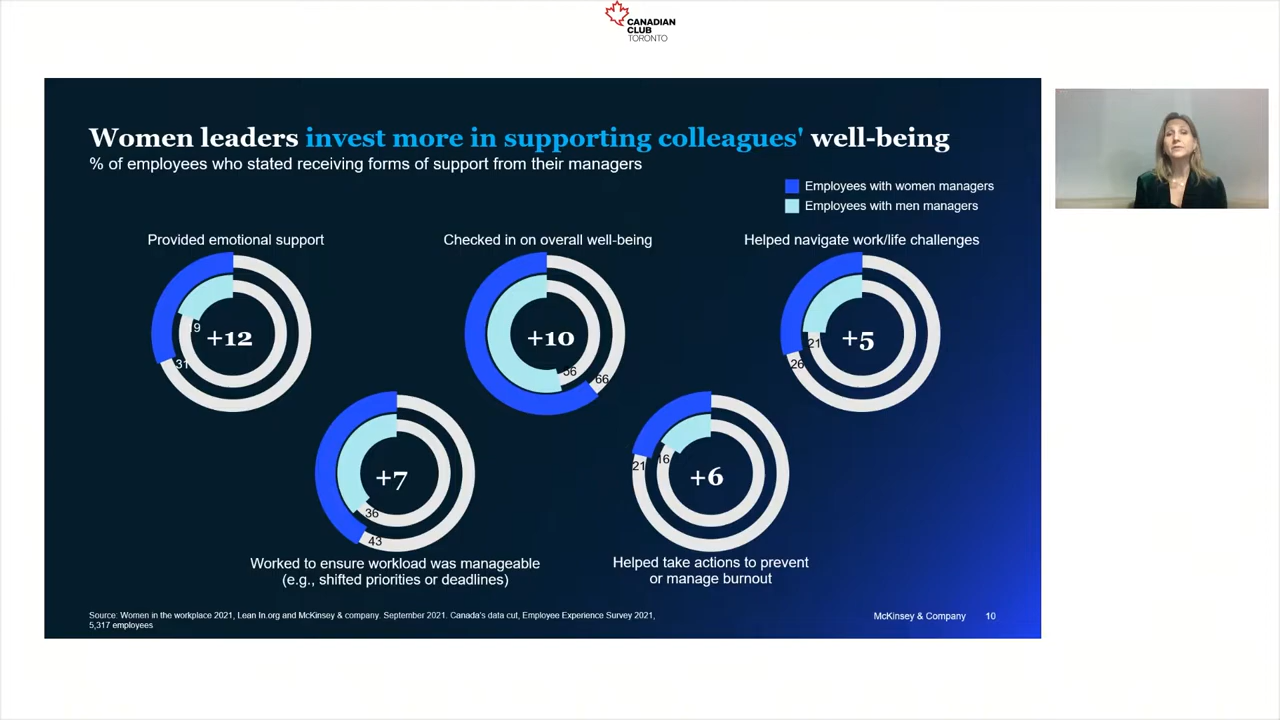 CANADIAN
CLUB
TORONTO
Women leaders invest more in supporting colleagues' well-being
% of employees who stated receiving forms of support from their managers
Employees with women managers
Employees with men managers
Provided emotional support
Checked in on overall well-being
Helped navigate work/life challenges
9
+12
31
+10
56
66
21
+5
26
+7
36
43
21
16
+6
Worked to ensure workload was manageable
(e.g., shifted priorities or deadlines)
Helped take actions to prevent
or manage burnout
Source: Women in the workplace 2021, Lean In.org and McKinsey & company. September 2021. Canada's data cut, Employee Experience Survey 2021,
5,317 employees
McKinsey & Company 10